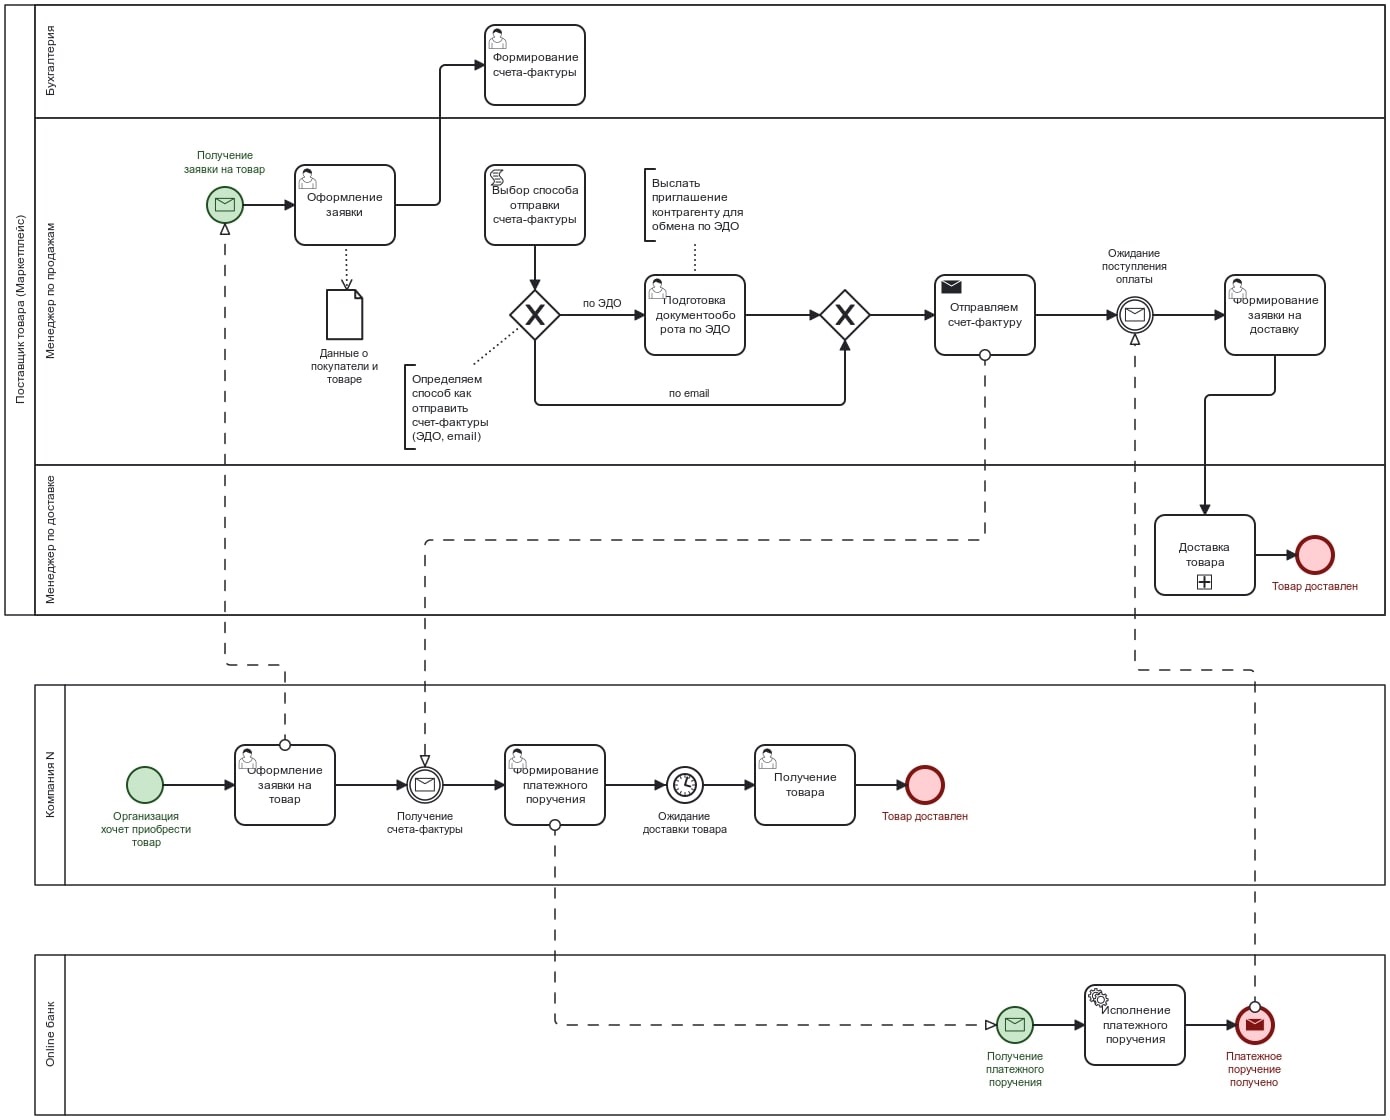 Поставщик товара (Маркетплейс)
Бухгалтерия
Формирование
счета-фактуры
Менеджер по продажам
Получение
заявки на товар
Оформление
заявки
Данные о
покупатели и
товаре
Выбор способа
отправки
счета-фактуры
Определяем
способ как
отправить
счет-фактуры
(ЭДО, email)
по ЭДО
по email
Выслать
приглашение
контрагенту для
обмена по ЭДО
Подготовка
документообо
рота по ЭДО
Отправляем
счет-фактуру
Ожидание
поступления
оплаты
Формирование
заявки на
доставку
Менеджер по доставке
Доставка
товара
Товар доставлен
Компания N
Организация
хочет приобрести
товар
Оформление
заявки на
товар
Получение
счета-фактуры
Формирование
платежного
поручения
Ожидание
доставки товара
Получение
товара
Товар доставлен
Online банк
Получение
платежного
поручения
Исполнение
платежного
поручения
Платежное
поручение
получено